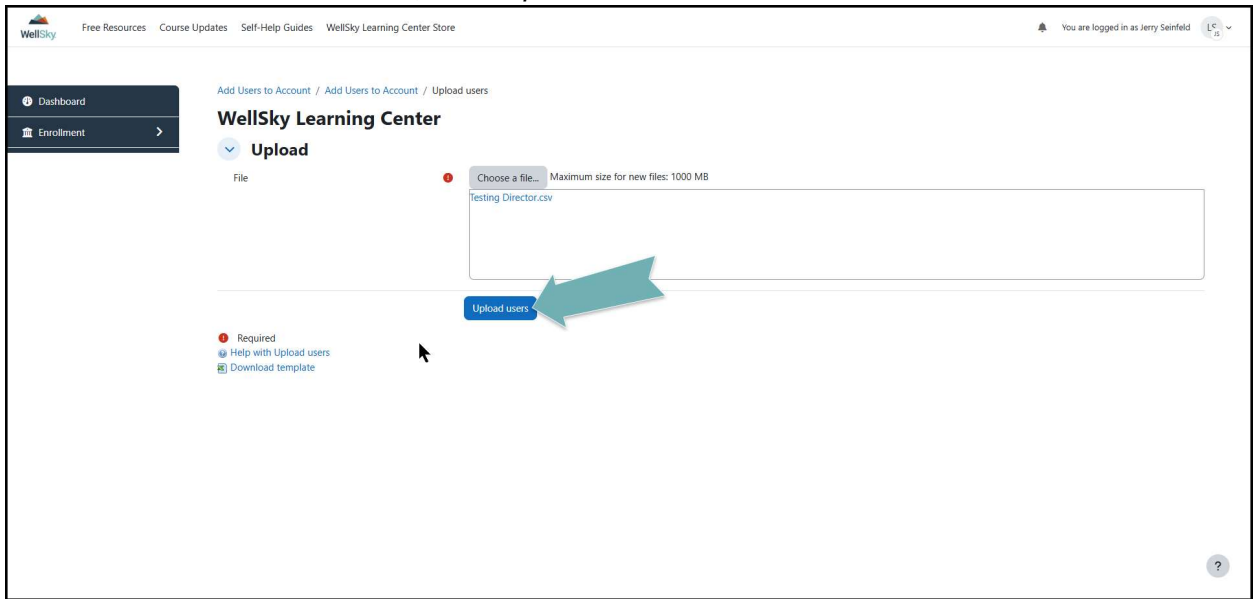 WellSky
Free Resources Course Updates Self-Help Guides WellSky Learning Center Store
You are logged in as Jerry Seinfeld
LS
JS
Dashboard
Enrollment
Add Users to Account / Add Users to Account / Upload users
WellSky Learning Center
Upload
File
Choose a file... Maximum size for new files: 1000 MB
Testing Director.csv
Upload users
Required
Help with Upload users
Download template
?